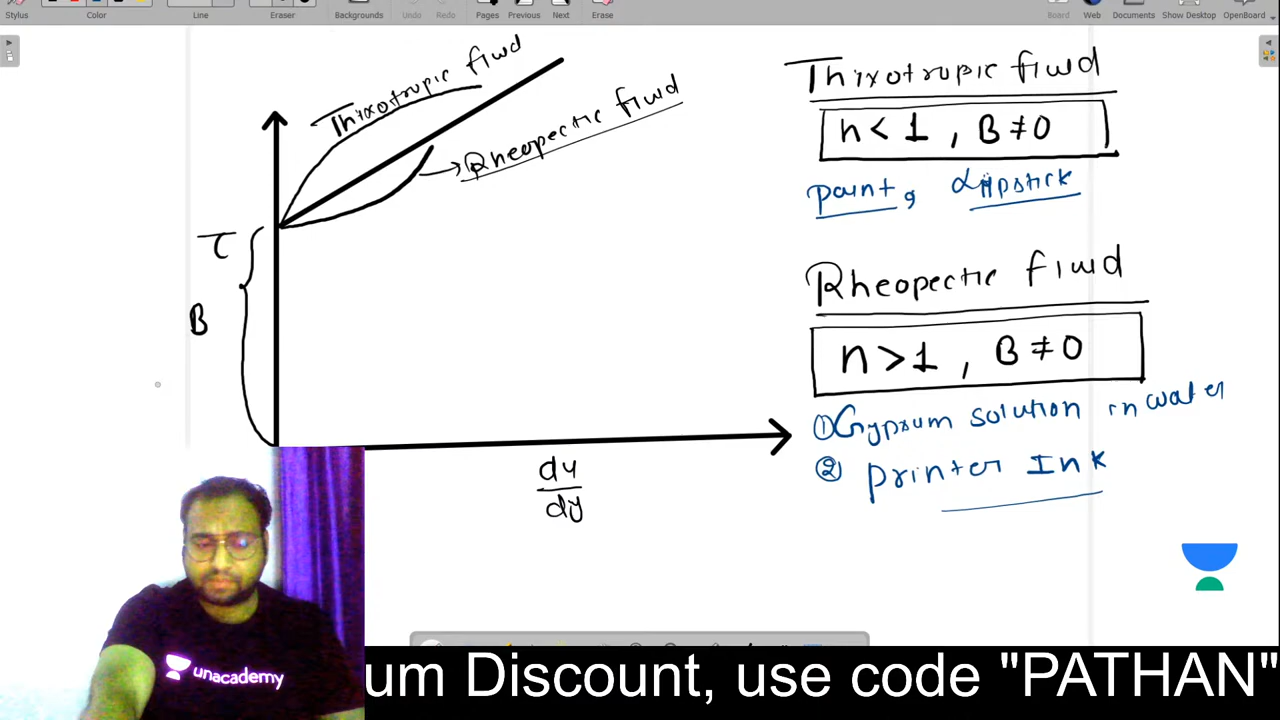 Stylus
Color
Line
Eraser
Backgrounds
Undo
Redo
Pages
Previous
Next
Erase
Board
Web
Documents
Show Desktop
OpenBoard
Thixotropic fluid
Rheopectic fluid
τ
B
du
dy
Thixotropic fluid
n < 1 , B ≠ 0
paint, Lipstick
Rheopectic fluid
n > 1 , B ≠ 0
① Gypsum solution in water
② printer Ink
unacademy
um Discount, use code "PATHAN"